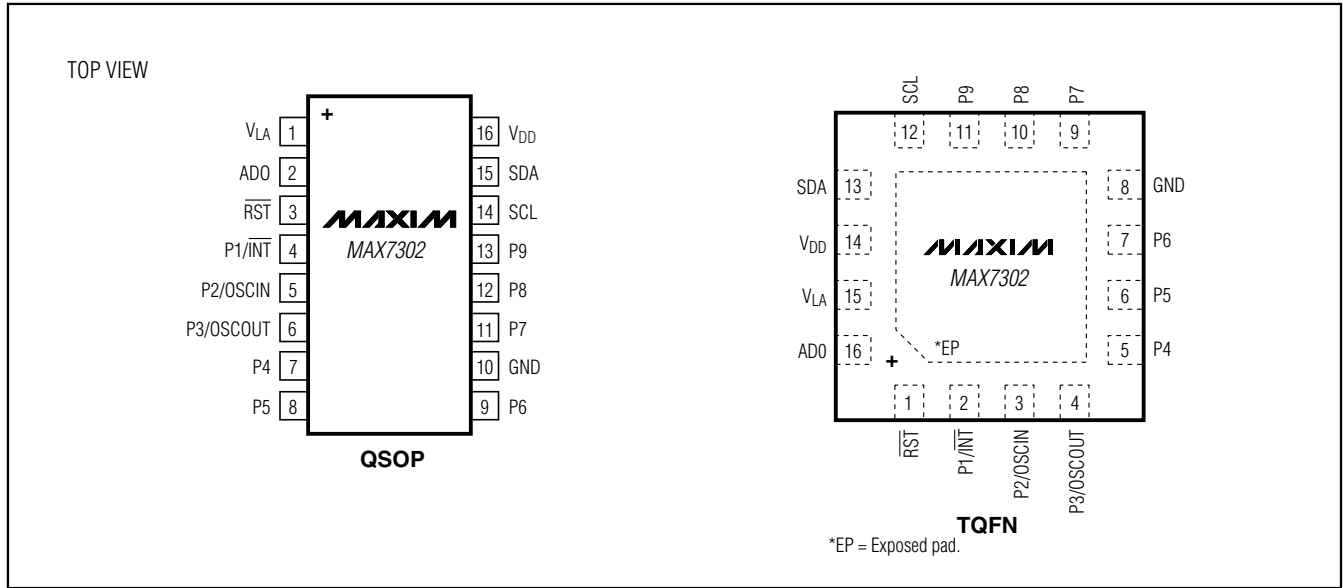 TOP VIEW
+
VLA 1
AD0 2
RST 3
P1/INT 4
P2/OSCIN 5
P3/OSCOUT 6
P4 7
P5 8
MAXIM
MAX7302
16 VDD
15 SDA
14 SCL
13 P9
12 P8
11 P7
10 GND
9 P6
QSOP
SCL P9 P8 P7
12 11 10 9
SDA 13
VDD 14
VLA 15
AD0 16
MAXIM
MAX7302
*EP
+
8 GND
7 P6
6 P5
5 P4
1 2 3 4
RST P1/INT P2/OSCIN P3/OSCOUT
TQFN
*EP = Exposed pad.